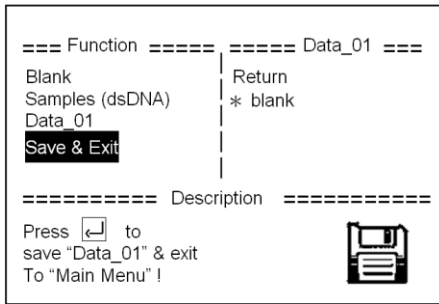 === Function ===== ===== Data_01 ===
Blank
Samples (dsDNA)
Data_01
Save & Exit
Return
* blank
========== Description ===========
Press ↵ to
save “Data_01” & exit
To “Main Menu” !